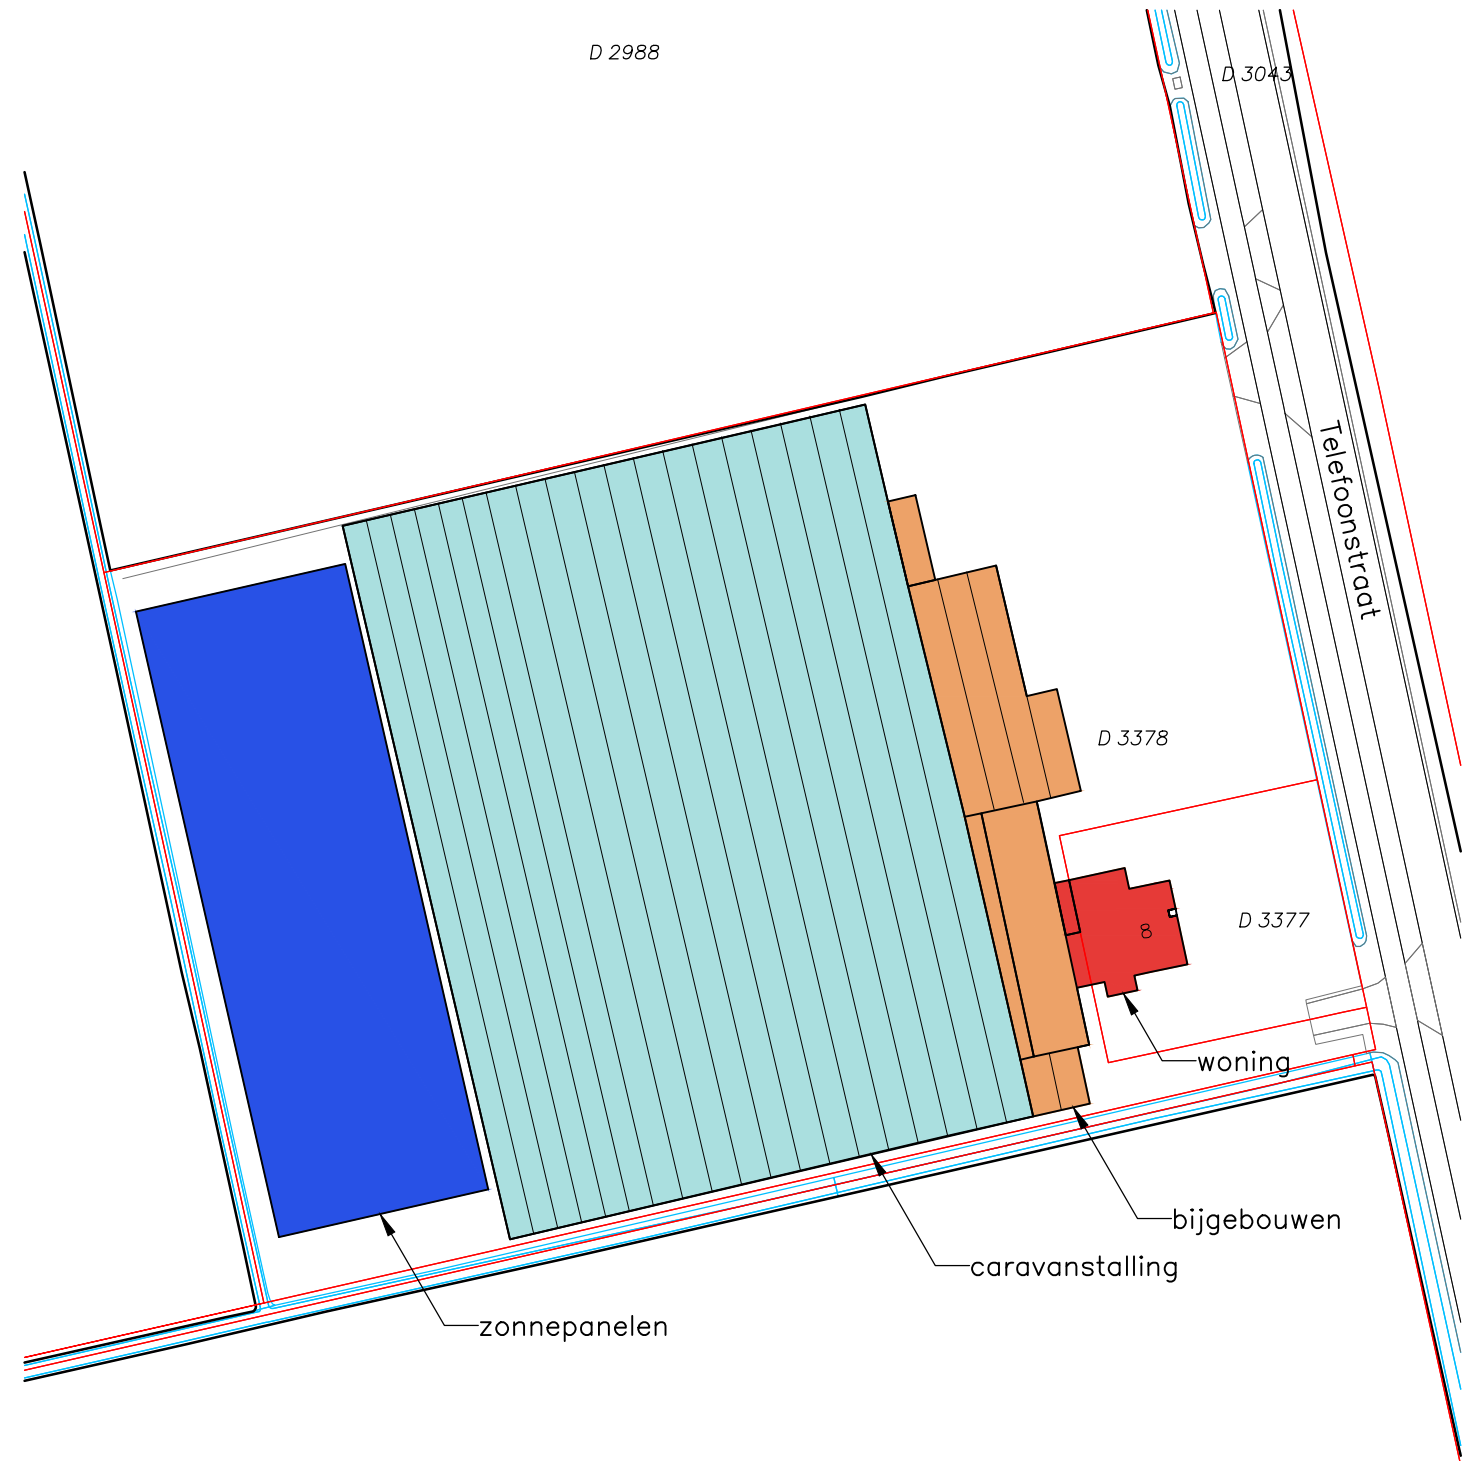 D 2988
D 3043
Telefoonstraat
D 3378
D 3377
8
woning
bijgebouwen
caravanstalling
zonnepanelen